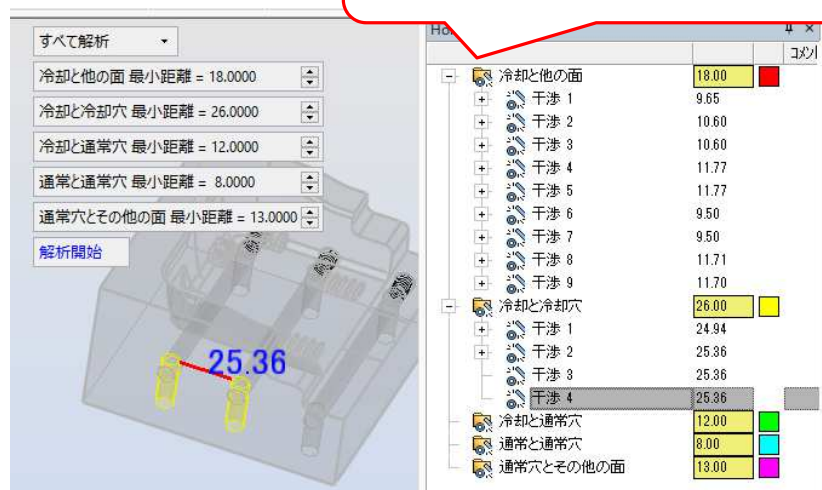 すべて解析
冷却と他の面 最小距離 = 18.0000
冷却と冷却穴 最小距離 = 26.0000
冷却と通常穴 最小距離 = 12.0000
通常と通常穴 最小距離 = 8.0000
通常穴とその他の面 最小距離 = 13.0000
解析開始
25.36
冷却と他の面 18.00
干渉 1 9.65
干渉 2 10.60
干渉 3 10.60
干渉 4 11.77
干渉 5 11.77
干渉 6 9.50
干渉 7 9.50
干渉 8 11.71
干渉 9 11.70
冷却と冷却穴 26.00
干渉 1 24.94
干渉 2 25.36
干渉 3 25.36
干渉 4 25.36
冷却と通常穴 12.00
通常と通常穴 8.00
通常穴とその他の面 13.00